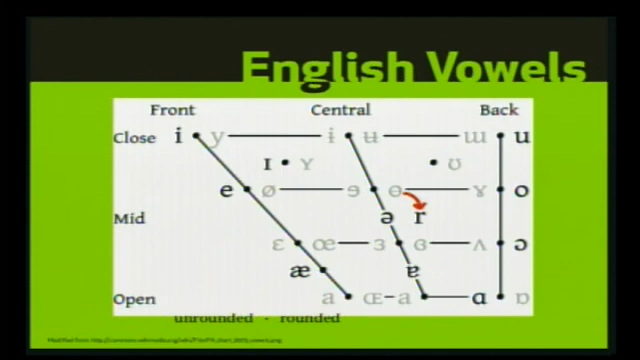 English Vowels
Front Central Back
Close i y ɨ ʉ ɯ u
ɪ ʏ ʊ
e ø ɘ ɵ ɤ o
Mid ə r
ɛ œ ɜ ɞ ʌ ɔ
æ ɐ
Open a ɶ a ɑ ɒ
unrounded · rounded